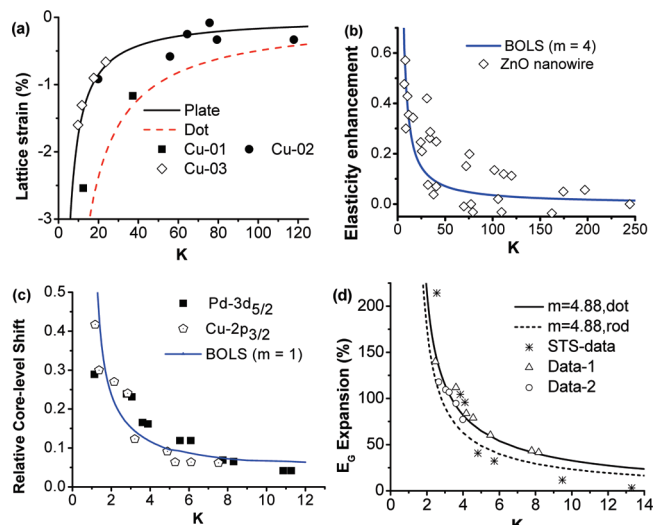 (a)
Lattice strain (%)
0
-1
-2
-3
Plate
Dot
Cu-01
Cu-02
Cu-03
0 20 40 60 80 100 120
K
(b)
Elasticity enhancement
0.6
0.4
0.2
0.0
BOLS (m = 4)
ZnO nanowire
0 50 100 150 200 250
K
(c)
Relative Core-level Shift
0.5
0.4
0.3
0.2
0.1
0.0
Pd-3d5/2
Cu-2p3/2
BOLS (m = 1)
0 2 4 6 8 10 12
K
(d)
EG Expansion (%)
200
150
100
50
0
m=4.88,dot
m=4.88,rod
STS-data
Data-1
Data-2
0 2 4 6 8 10 12 14
K